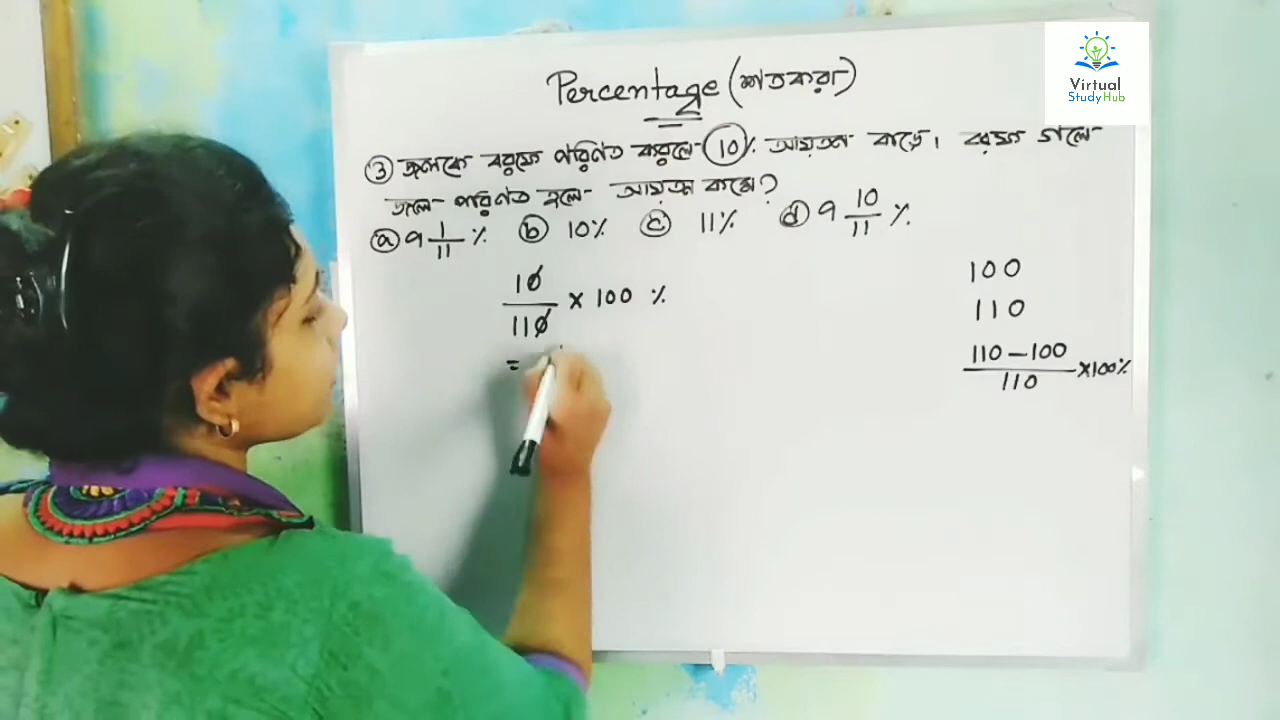 Percentage (শতকরা)
Virtual
StudyHub
③ জলকে বরফে পরিণত করলে 10% আয়তন বাড়ে। বরফ গলে
জলে পরিণত হলে আয়তন কমে?
ⓐ 9 1/11 % ⓑ 10% ⓒ 11% ⓓ 9 10/11 %
10/110 × 100 %
=
100
110
110 - 100/110 × 100%